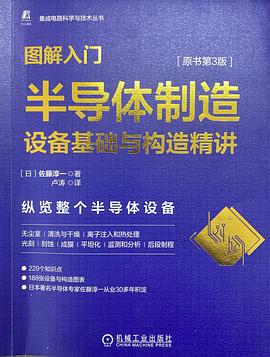 集成电路科学与技术丛书
图解入门
[原书第3版]
半导体制造
设备基础与构造精讲
[日] 佐藤淳一 ◎ 著
卢涛 ◎ 译
纵览整个半导体设备
无尘室|清洗与干燥|离子注入和热处理
光刻|刻蚀|成膜|平坦化|监测和分析|后段制程
229个知识点
188张设备与构造图表
日本著名半导体专家佐藤淳一从业30多年积淀
机械工业出版社
CHINA MACHINE PRESS